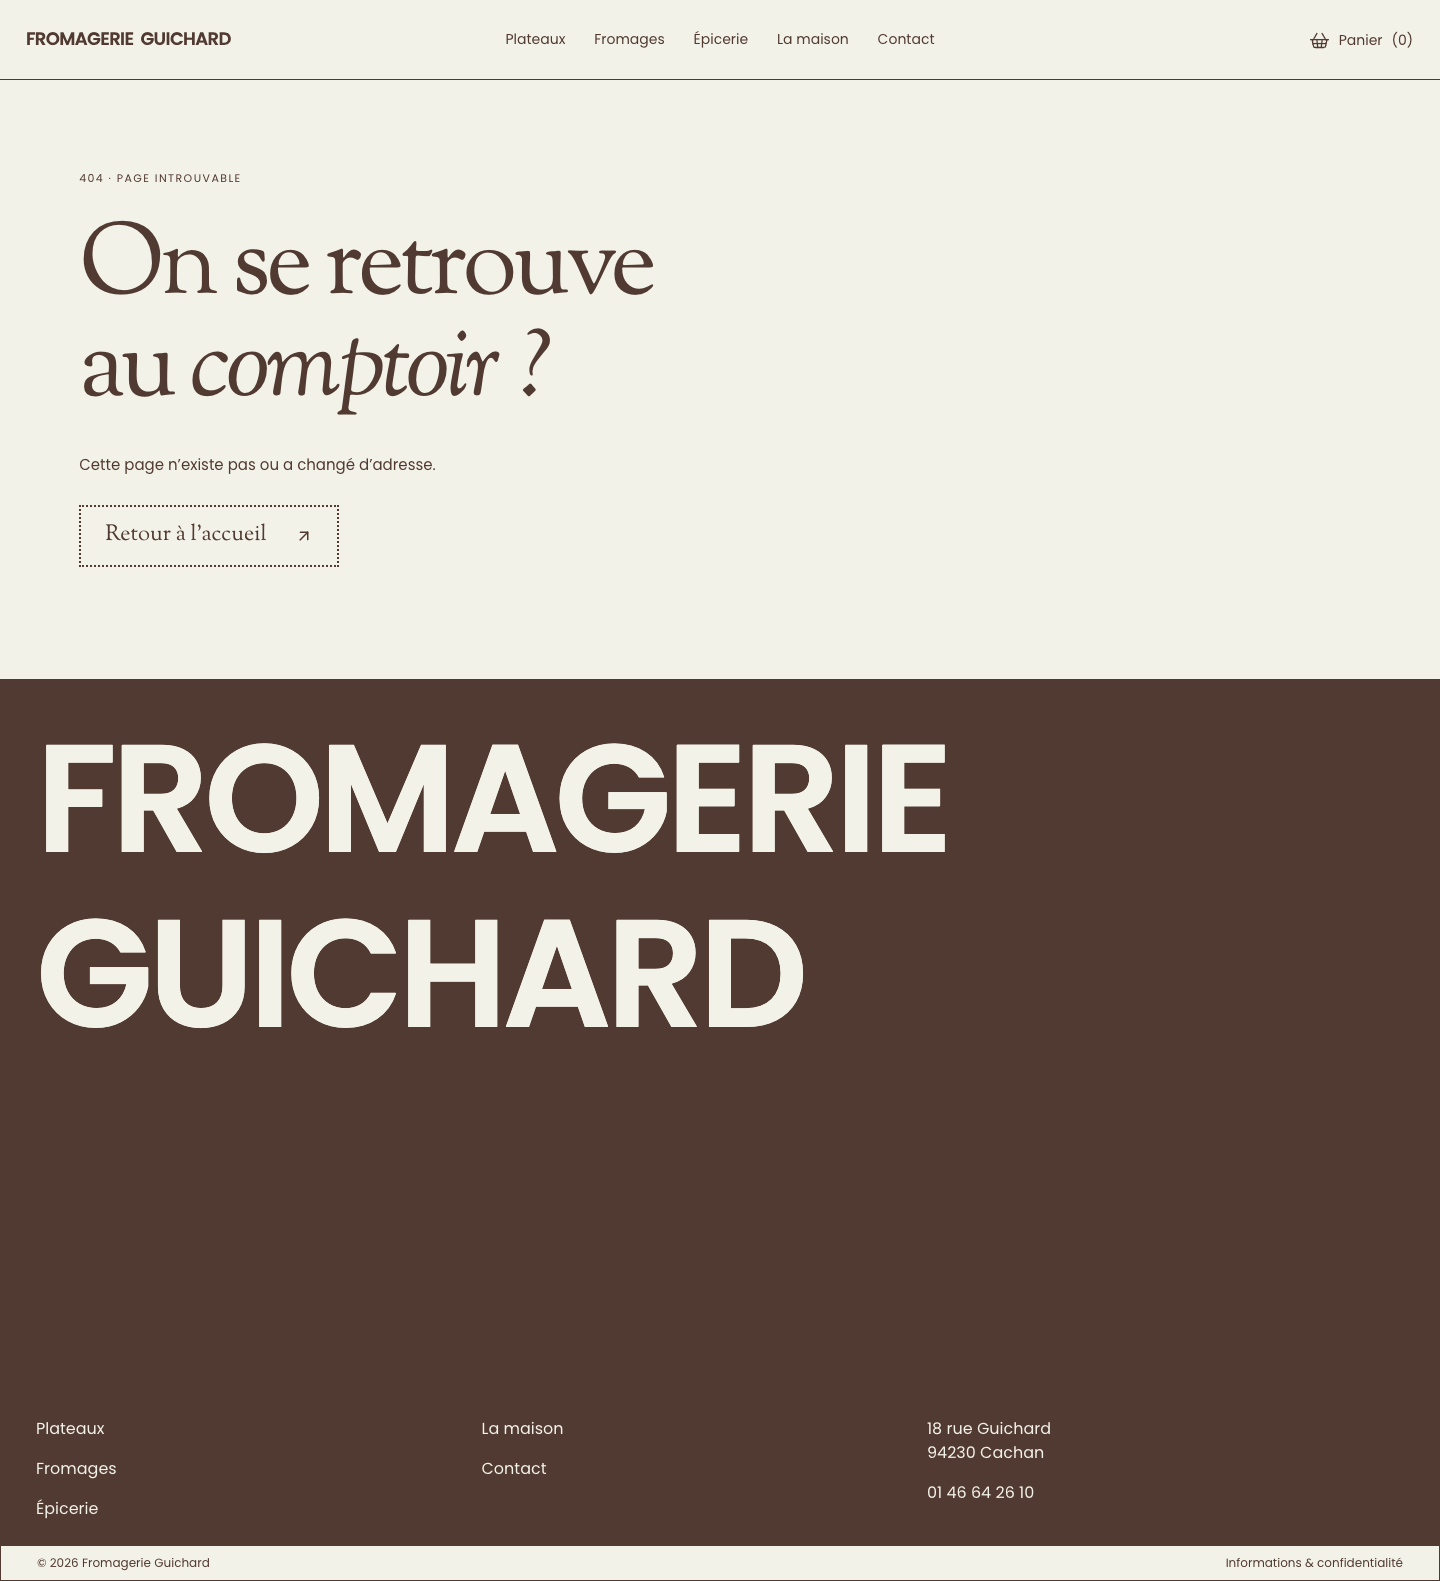 FROMAGERIE GUICHARD
Plateaux Fromages Épicerie La maison Contact
Panier (0)
404 · PAGE INTROUVABLE
On se retrouve
au comptoir ?
Cette page n’existe pas ou a changé d’adresse.
Retour à l’accueil
FROMAGERIE
GUICHARD
Plateaux
Fromages
Épicerie
La maison
Contact
18 rue Guichard
94230 Cachan
01 46 64 26 10
© 2026 Fromagerie Guichard
Informations & confidentialité